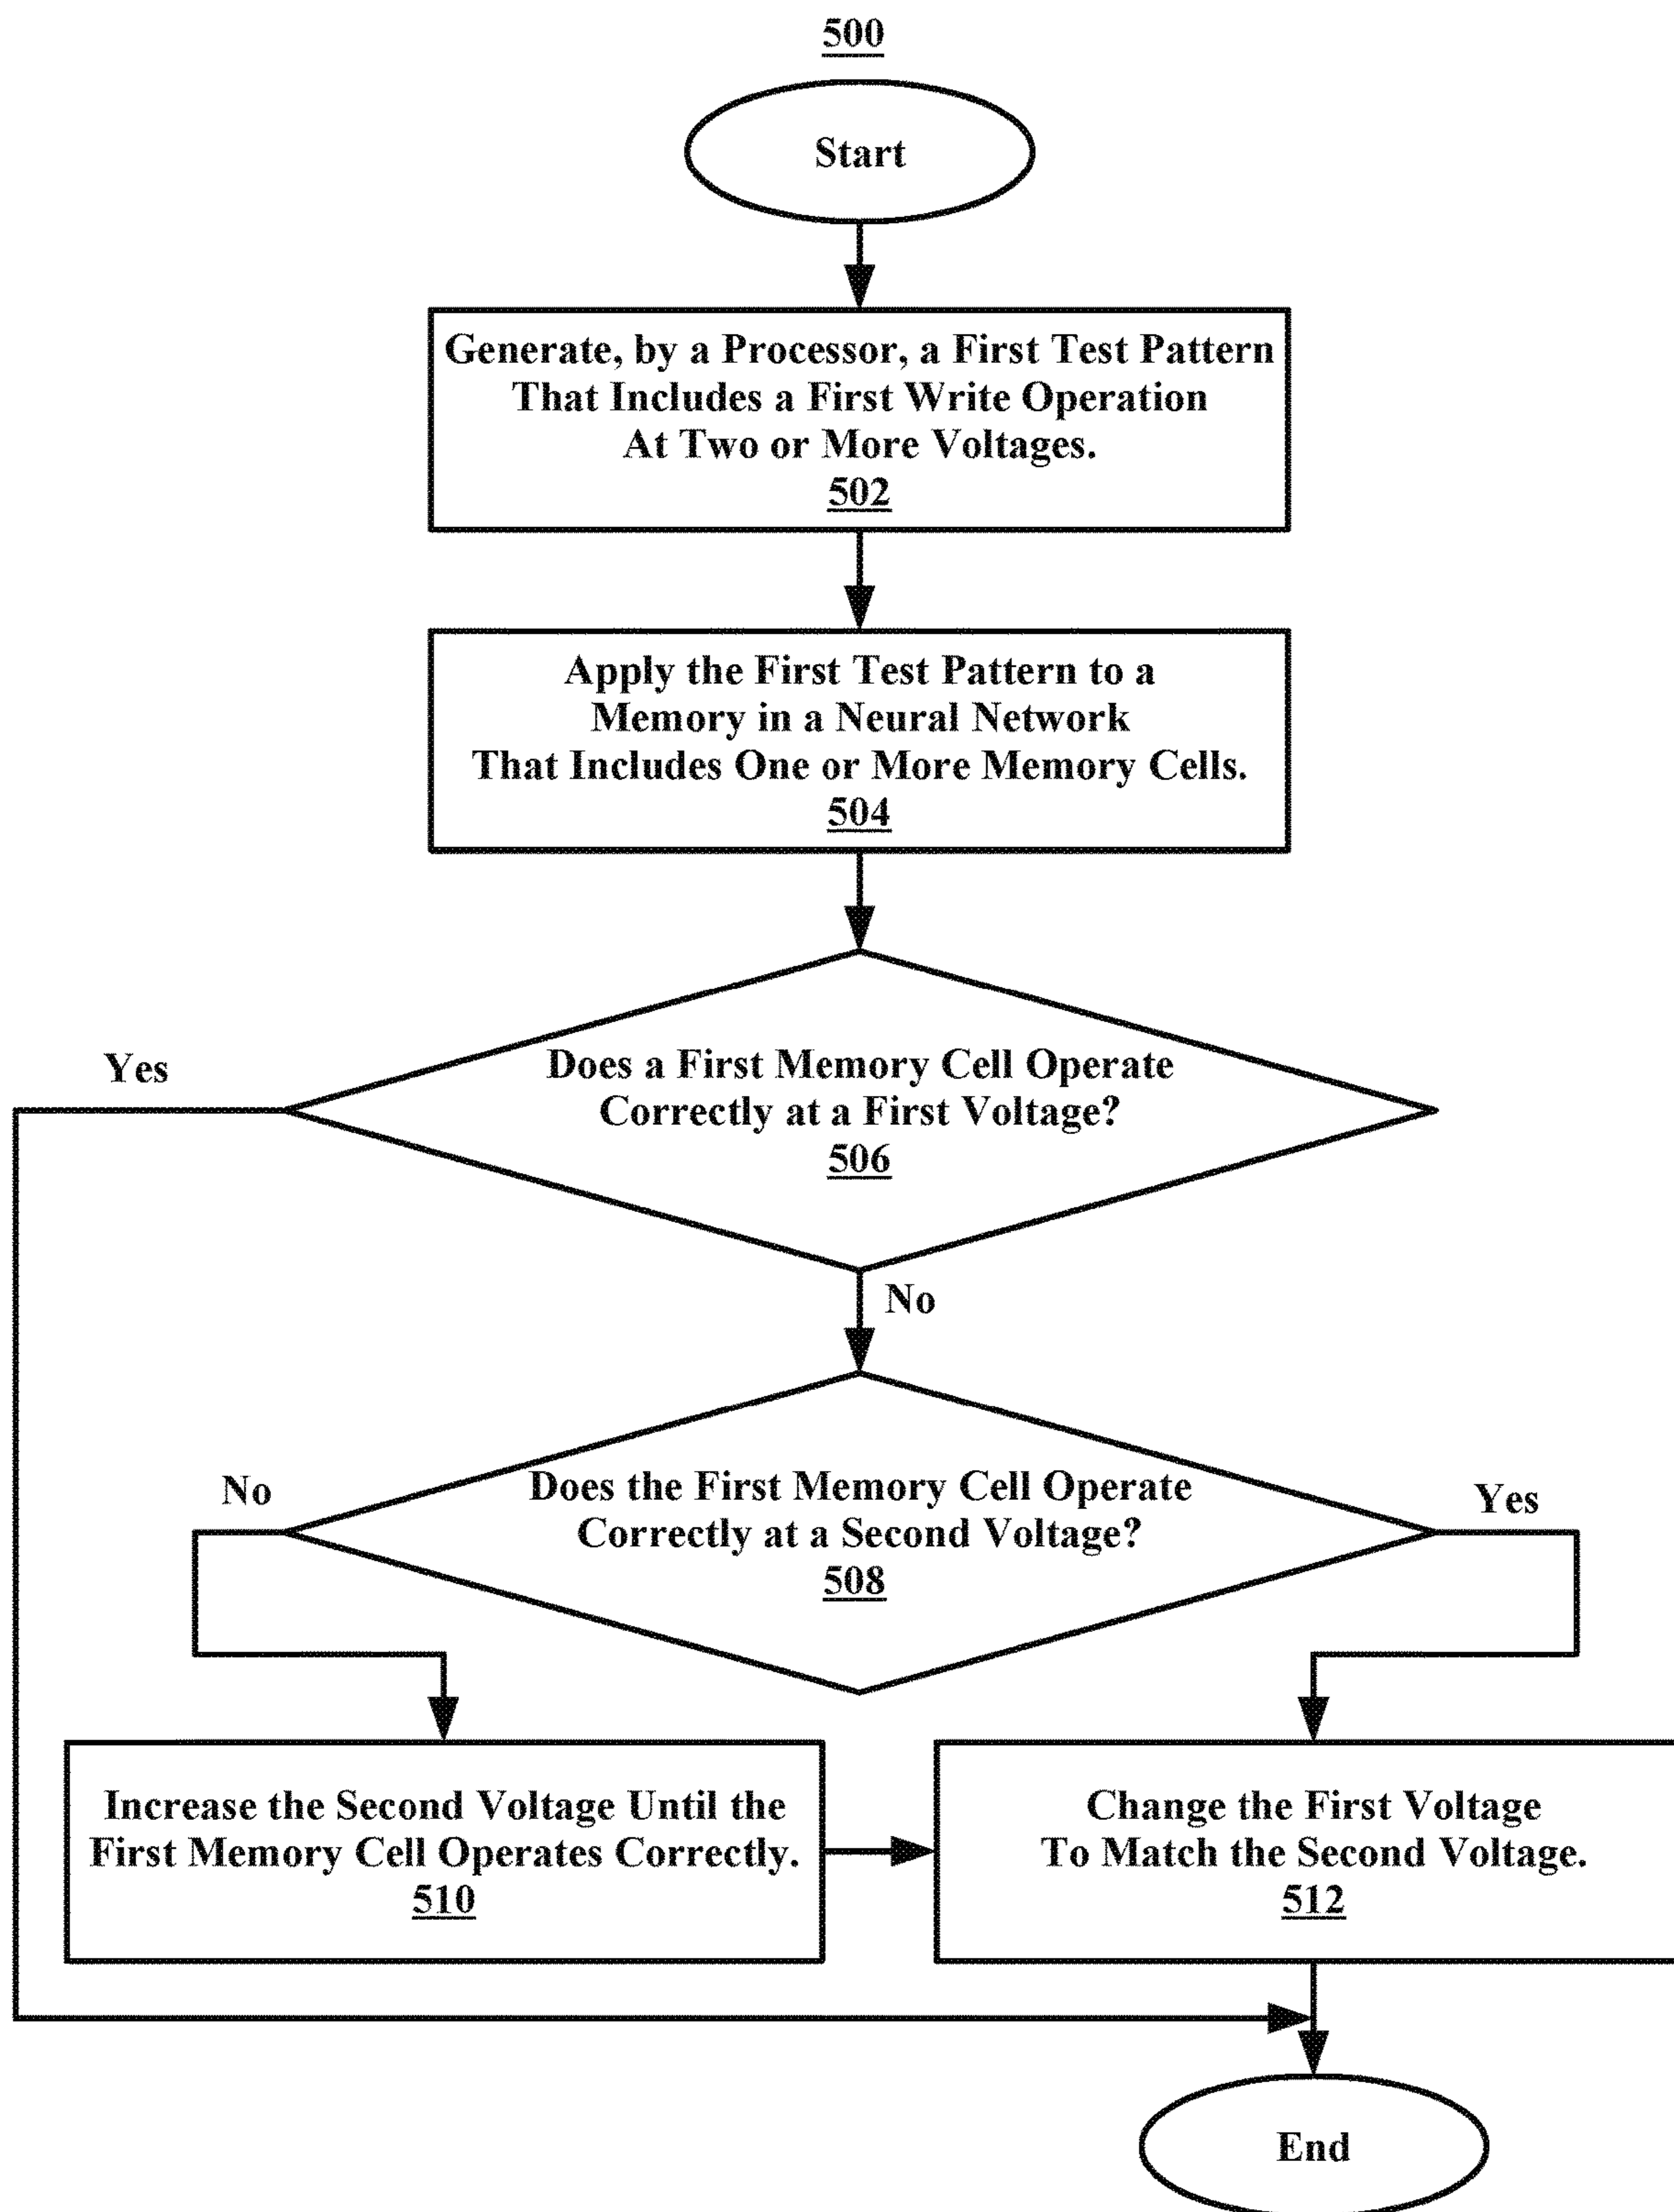 500
Start
Generate, by a Processor, a First Test Pattern
That Includes a First Write Operation
At Two or More Voltages.
502
Apply the First Test Pattern to a
Memory in a Neural Network
That Includes One or More Memory Cells.
504
Yes
Does a First Memory Cell Operate
Correctly at a First Voltage?
506
No
No
Does the First Memory Cell Operate
Correctly at a Second Voltage?
508
Yes
Increase the Second Voltage Until the
First Memory Cell Operates Correctly.
510
Change the First Voltage
To Match the Second Voltage.
512
End